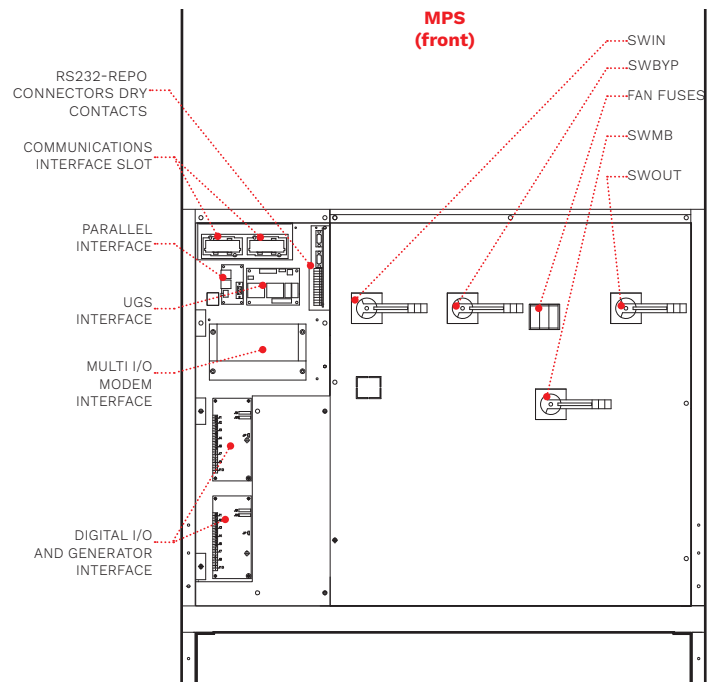 MPS
(front)
SWIN
SWBYP
FAN FUSES
SWMB
SWOUT
RS232-REPO
CONNECTORS DRY
CONTACTS
COMMUNICATIONS
INTERFACE SLOT
PARALLEL
INTERFACE
UGS
INTERFACE
MULTI I/O
MODEM
INTERFACE
DIGITAL I/O
AND GENERATOR
INTERFACE